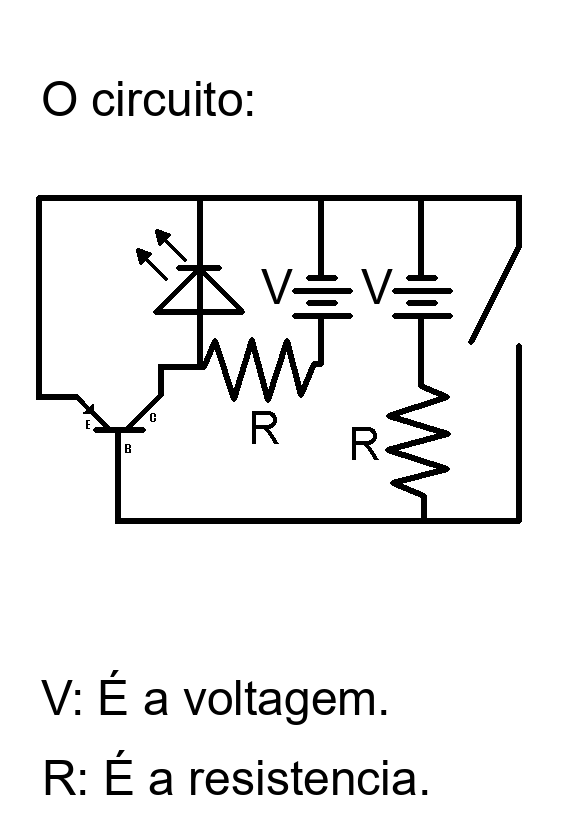 O circuito:
V V
R
R
E C
B
V: É a voltagem.
R: É a resistencia.